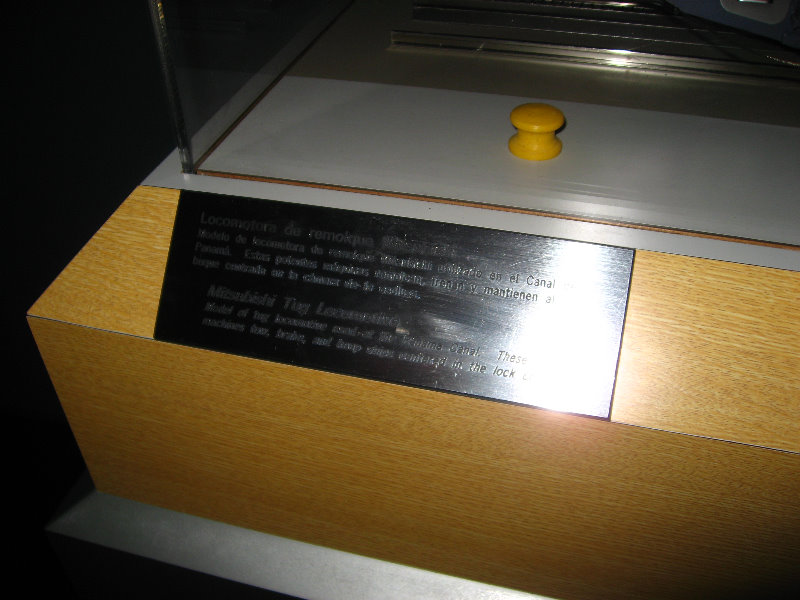 Locomotora de remolque
Modelo de locomotora de remolque en el Canal
Panamá. Estas potentes máquinas remolcan, frenan y mantienen al
buque centrado en la cámara de la esclusa.
Mitsubishi Tug Locomotive
Model of tug locomotive used at the Panama Canal. These
machines tow, brake, and keep ships centered in the lock